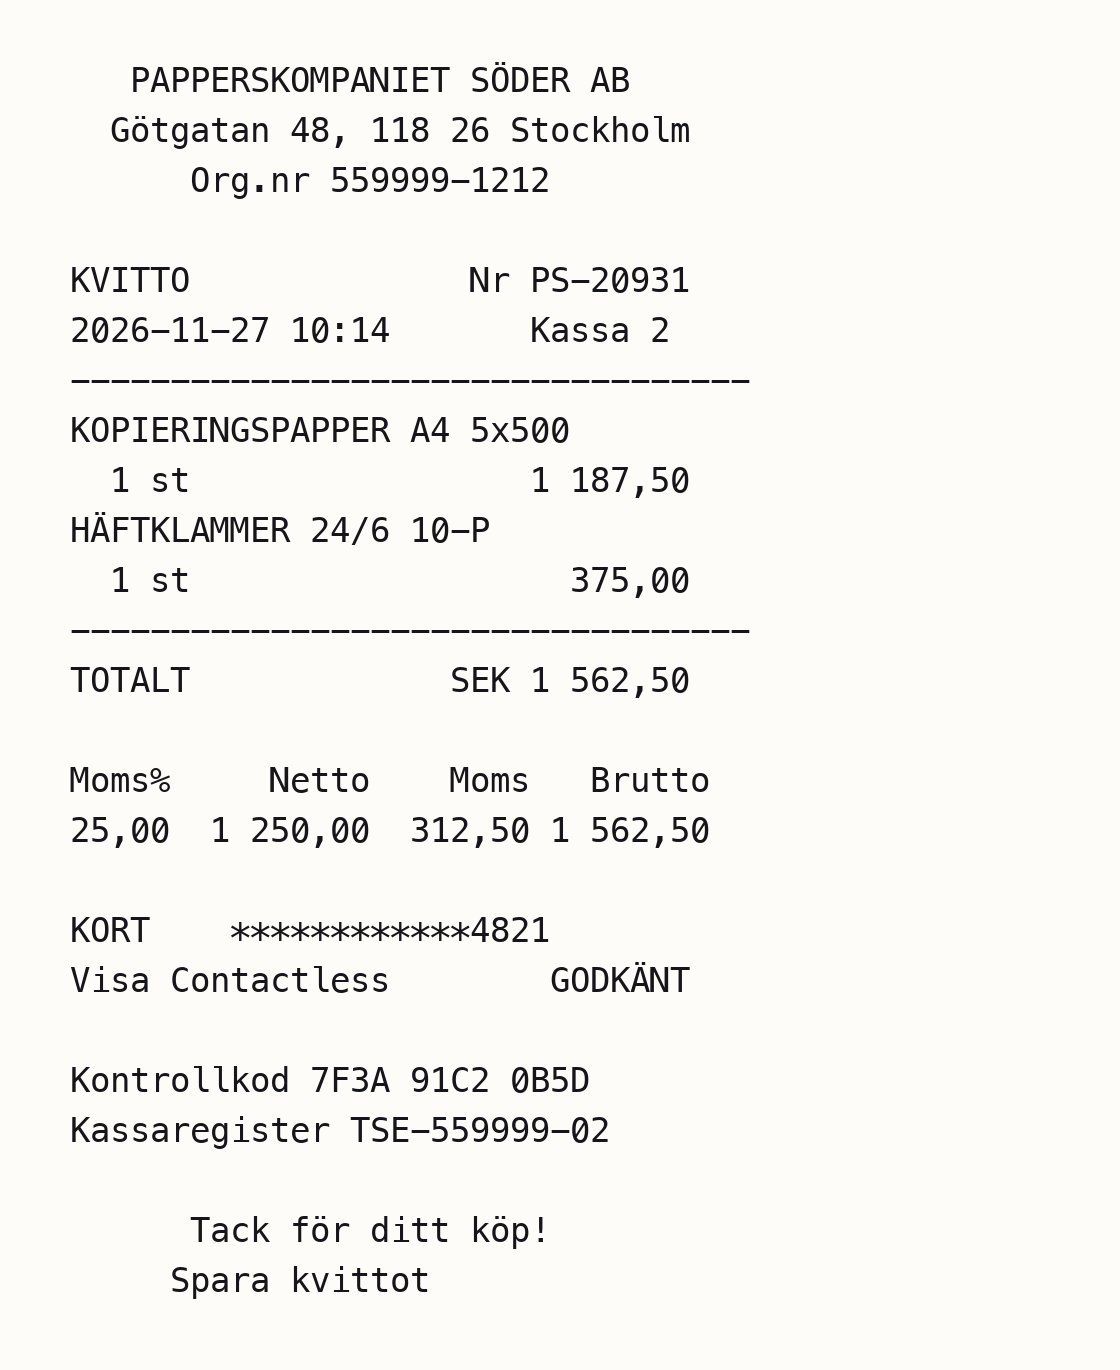 PAPPERSKOMPANIET SÖDER AB
Götgatan 48, 118 26 Stockholm
Org.nr 559999-1212
KVITTO Nr PS-20931
2026-11-27 10:14 Kassa 2
----------------------------------
KOPIERINGSPAPPER A4 5x500
1 st 1 187,50
HÄFTKLAMMER 24/6 10-P
1 st 375,00
----------------------------------
TOTALT SEK 1 562,50
Moms% Netto Moms Brutto
25,00 1 250,00 312,50 1 562,50
KORT ************4821
Visa Contactless GODKÄNT
Kontrollkod 7F3A 91C2 0B5D
Kassaregister TSE-559999-02
Tack för ditt köp!
Spara kvittot